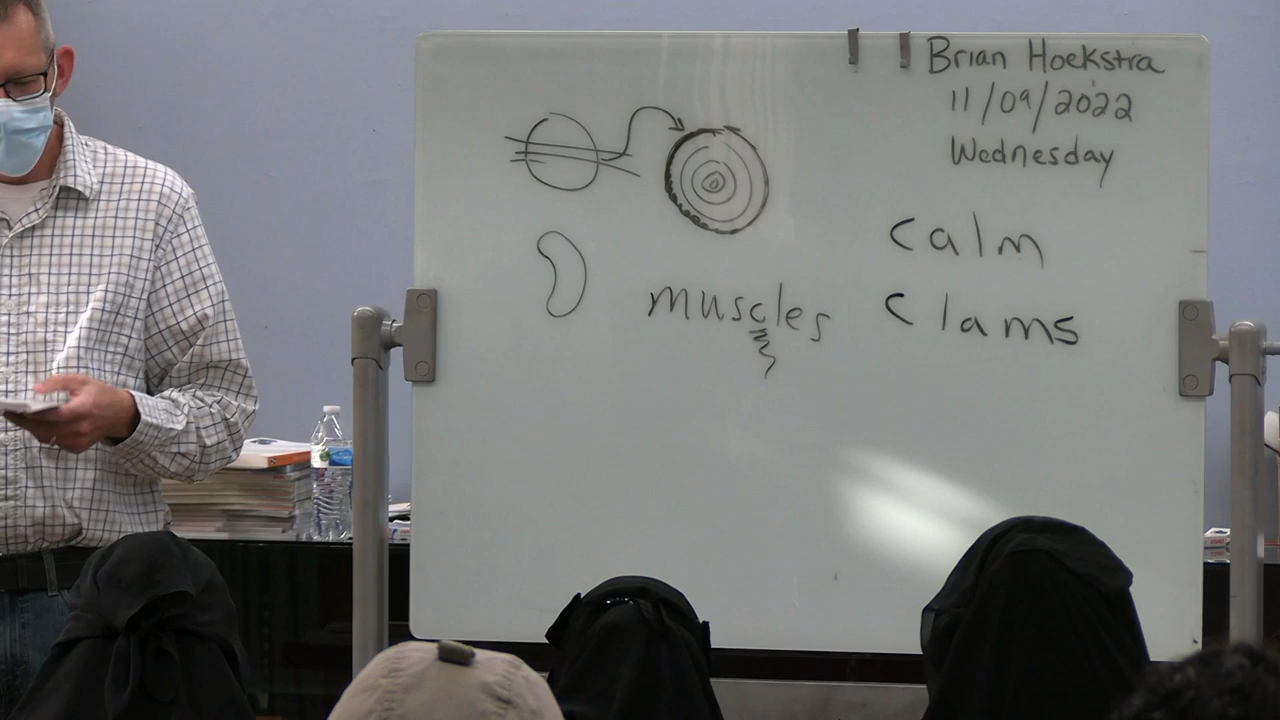 Brian Hoekstra
11/09/2022
Wednesday
calm
muscles
clams